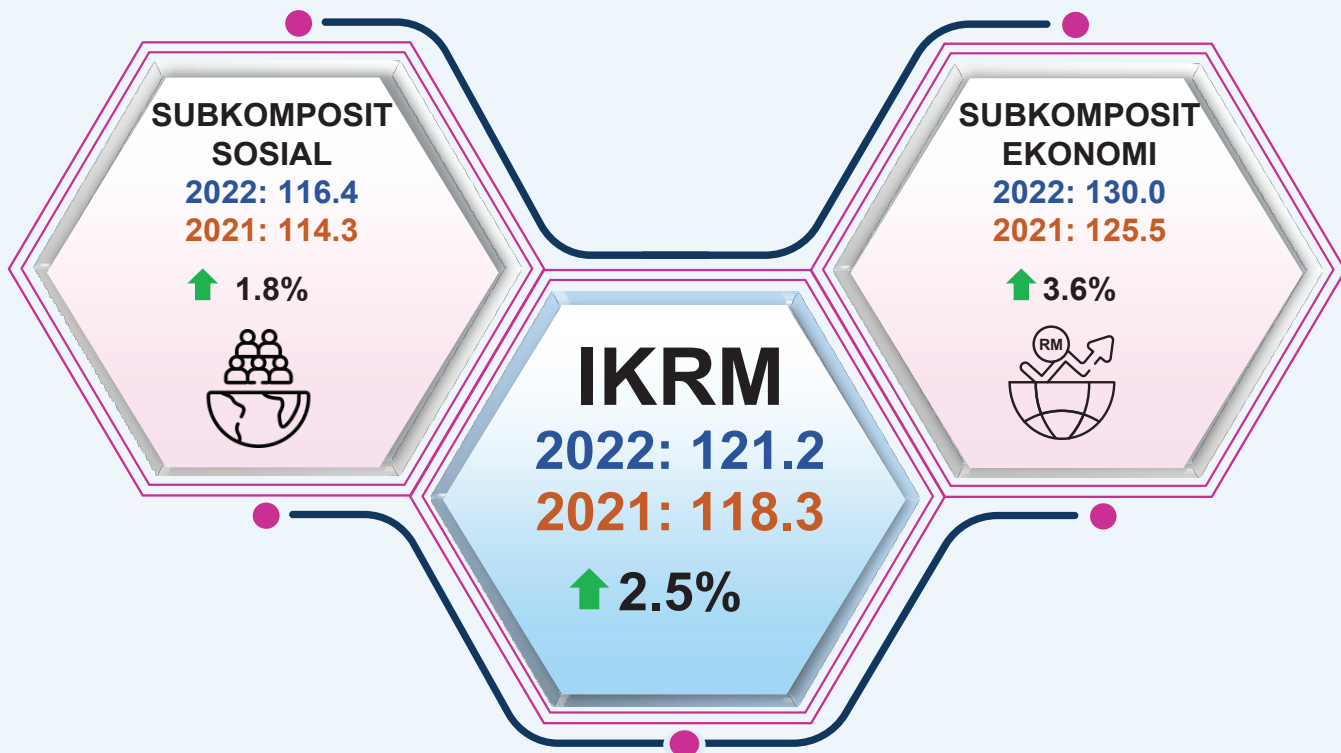 SUBKOMPOSIT
SOSIAL
2022: 116.4
2021: 114.3
1.8%
SUBKOMPOSIT
EKONOMI
2022: 130.0
2021: 125.5
3.6%
RM
IKRM
2022: 121.2
2021: 118.3
2.5%